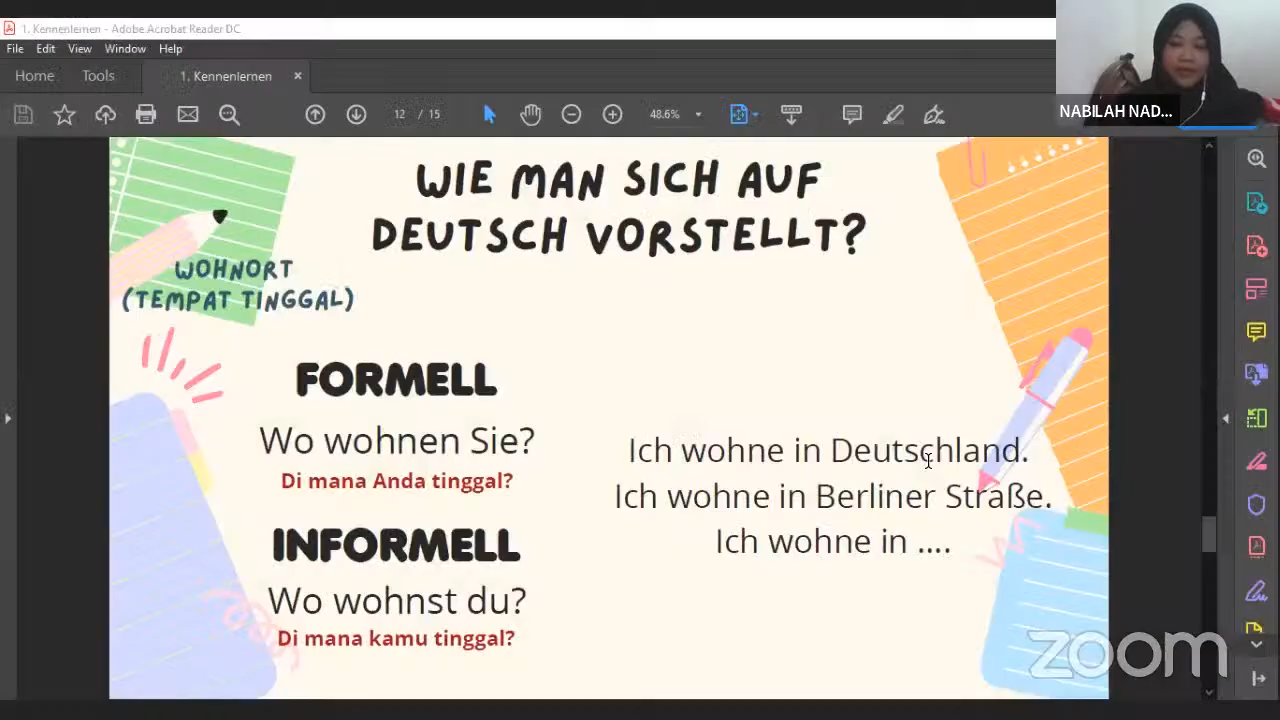 1. Kennenlernen - Adobe Acrobat Reader DC
File Edit View Window Help
Home Tools 1. Kennenlernen ×
12 / 15 48.6%
NABILAH NAD...
WIE MAN SICH AUF
DEUTSCH VORSTELLT?
WOHNORT
(TEMPAT TINGGAL)
FORMELL
Wo wohnen Sie?
Di mana Anda tinggal?
INFORMELL
Wo wohnst du?
Di mana kamu tinggal?
Ich wohne in Deutschland.
Ich wohne in Berliner Straße.
Ich wohne in ....
zoom